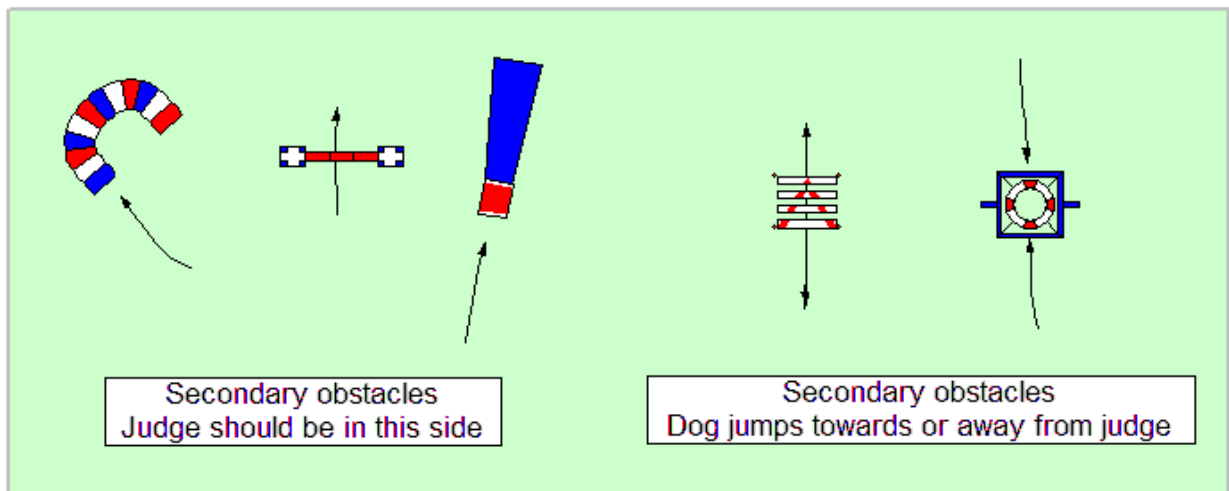 Secondary obstacles
Judge should be in this side
Secondary obstacles
Dog jumps towards or away from judge